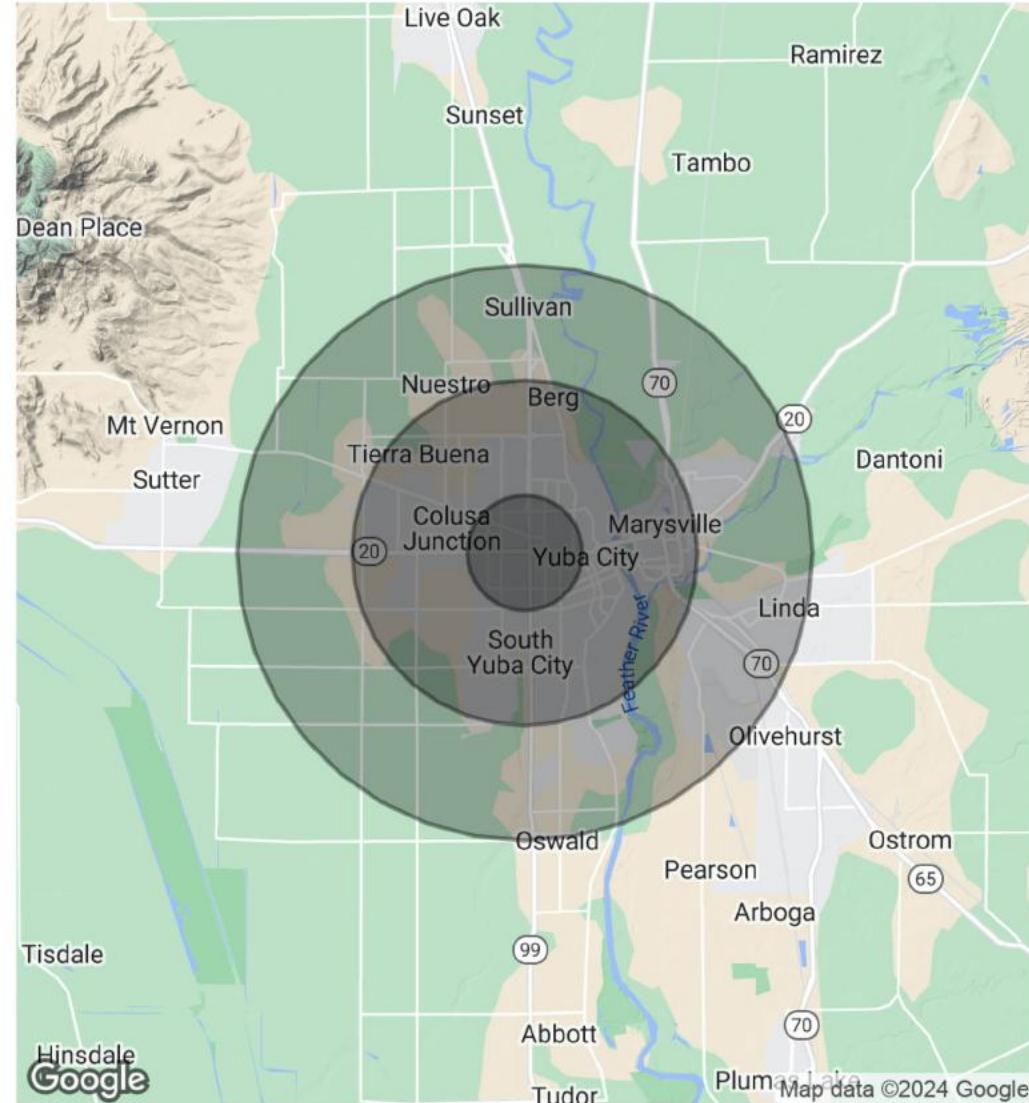 Live Oak
Ramirez
Sunset
Tambo
Dean Place
Sullivan
Nuestro
70
Berg
20
Mt Vernon
Tierra Buena
Dantoni
Sutter
Colusa
Junction
Marysville
20
Yuba City
Linda
South
Yuba City
Feather River
70
Olivehurst
Oswald
Ostrom
Pearson
65
Arboga
99
Tisdale
70
Abbott
Hinsdale
Google
Plumas Lake
Map data ©2024 Google
Tudor